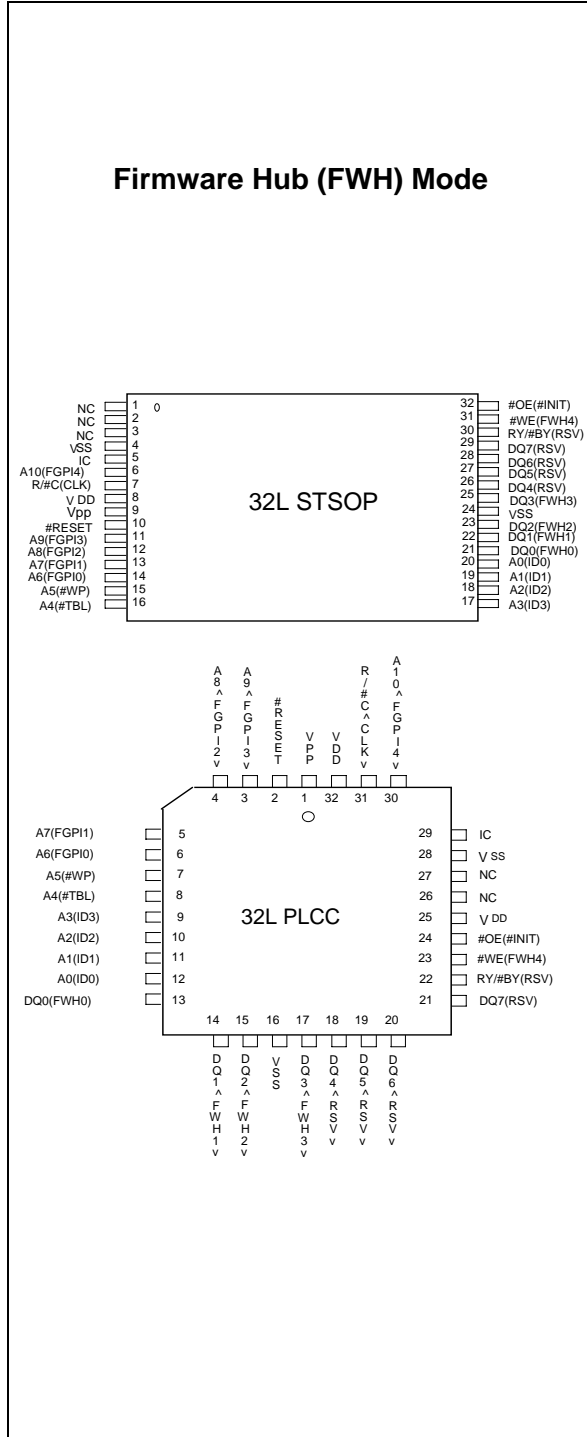 Firmware Hub (FWH) Mode
NC
NC
NC
VSS
IC
A10(FGPI4)
R/#C(CLK)
V DD
Vpp
#RESET
A9(FGPI3)
A8(FGPI2)
A7(FGPI1)
A6(FGPI0)
A5(#WP)
A4(#TBL)
1
2
3
4
5
6
7
8
9
10
11
12
13
14
15
16
32L STSOP
32
31
30
29
28
27
26
25
24
23
22
21
20
19
18
17
#OE(#INIT)
#WE(FWH4)
RY/#BY(RSV)
DQ7(RSV)
DQ6(RSV)
DQ5(RSV)
DQ4(RSV)
DQ3(FWH3)
VSS
DQ2(FWH2)
DQ1(FWH1)
DQ0(FWH0)
A0(ID0)
A1(ID1)
A2(ID2)
A3(ID3)
A8^FGPI2v
A9^FGPI3v
#RESET
VPP
VDD
R/#C^CLKv
A10^FGPI4v
4
3
2
1
32
31
30
A7(FGPI1)
A6(FGPI0)
A5(#WP)
A4(#TBL)
A3(ID3)
A2(ID2)
A1(ID1)
A0(ID0)
DQ0(FWH0)
5
6
7
8
9
10
11
12
13
32L PLCC
29
28
27
26
25
24
23
22
21
IC
V SS
NC
NC
V DD
#OE(#INIT)
#WE(FWH4)
RY/#BY(RSV)
DQ7(RSV)
14
15
16
17
18
19
20
DQ1^FWH1v
DQ2^FWH2v
VSS
DQ3^FWH3v
DQ4^RSVv
DQ5^RSVv
DQ6^RSVv